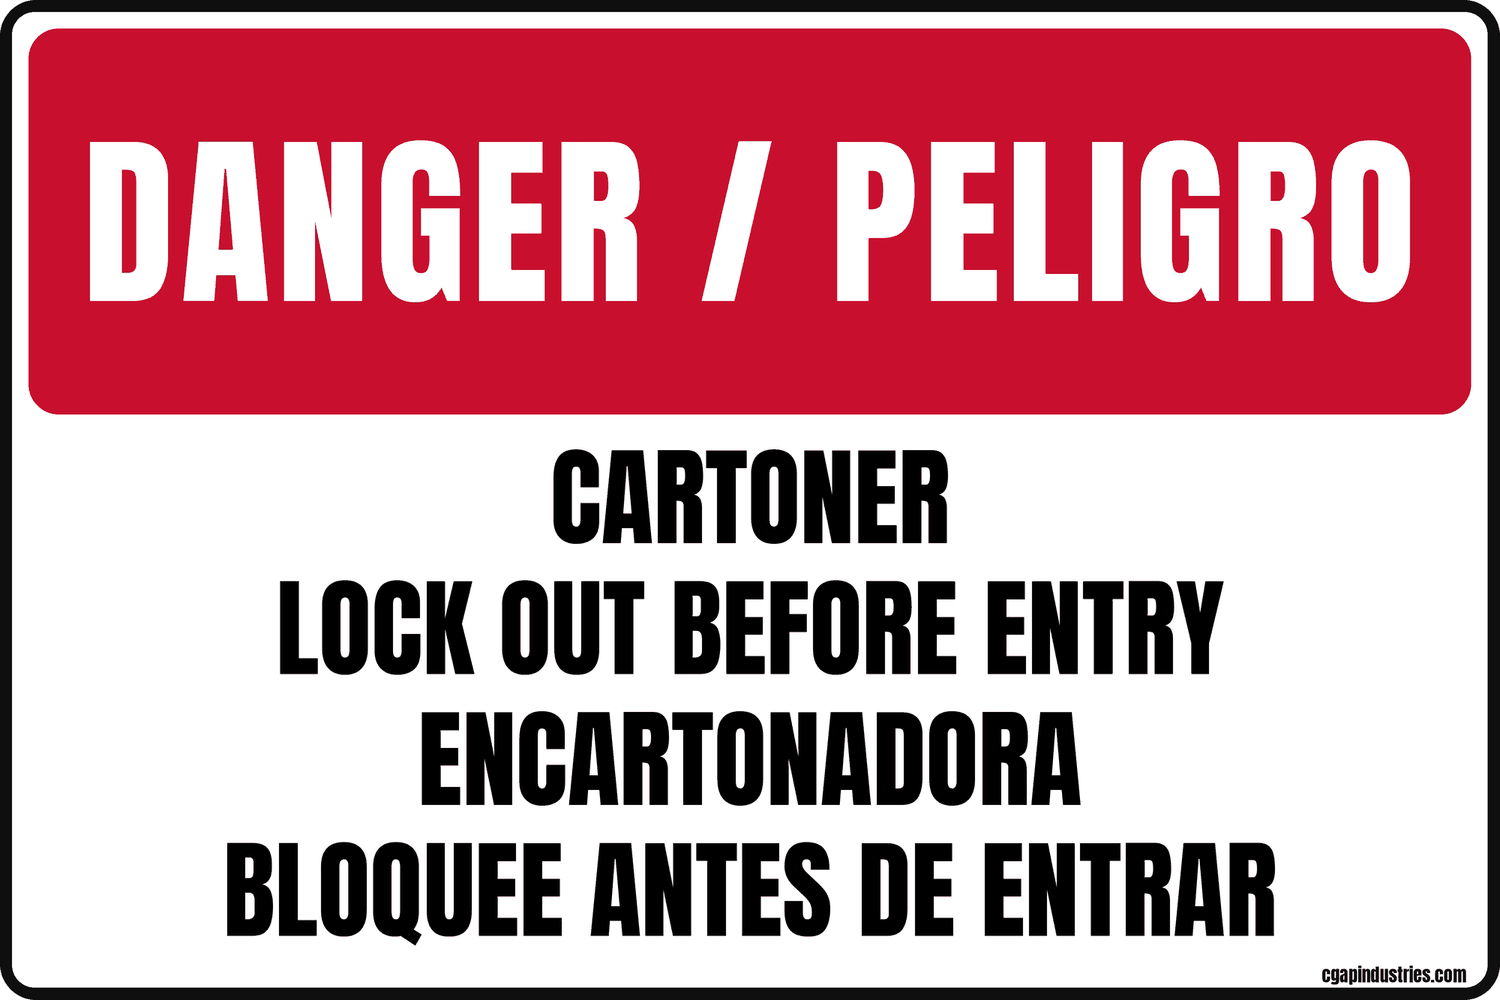 DANGER / PELIGRO
CARTONER
LOCK OUT BEFORE ENTRY
ENCARTONADORA
BLOQUEE ANTES DE ENTRAR
cgapindustries.com